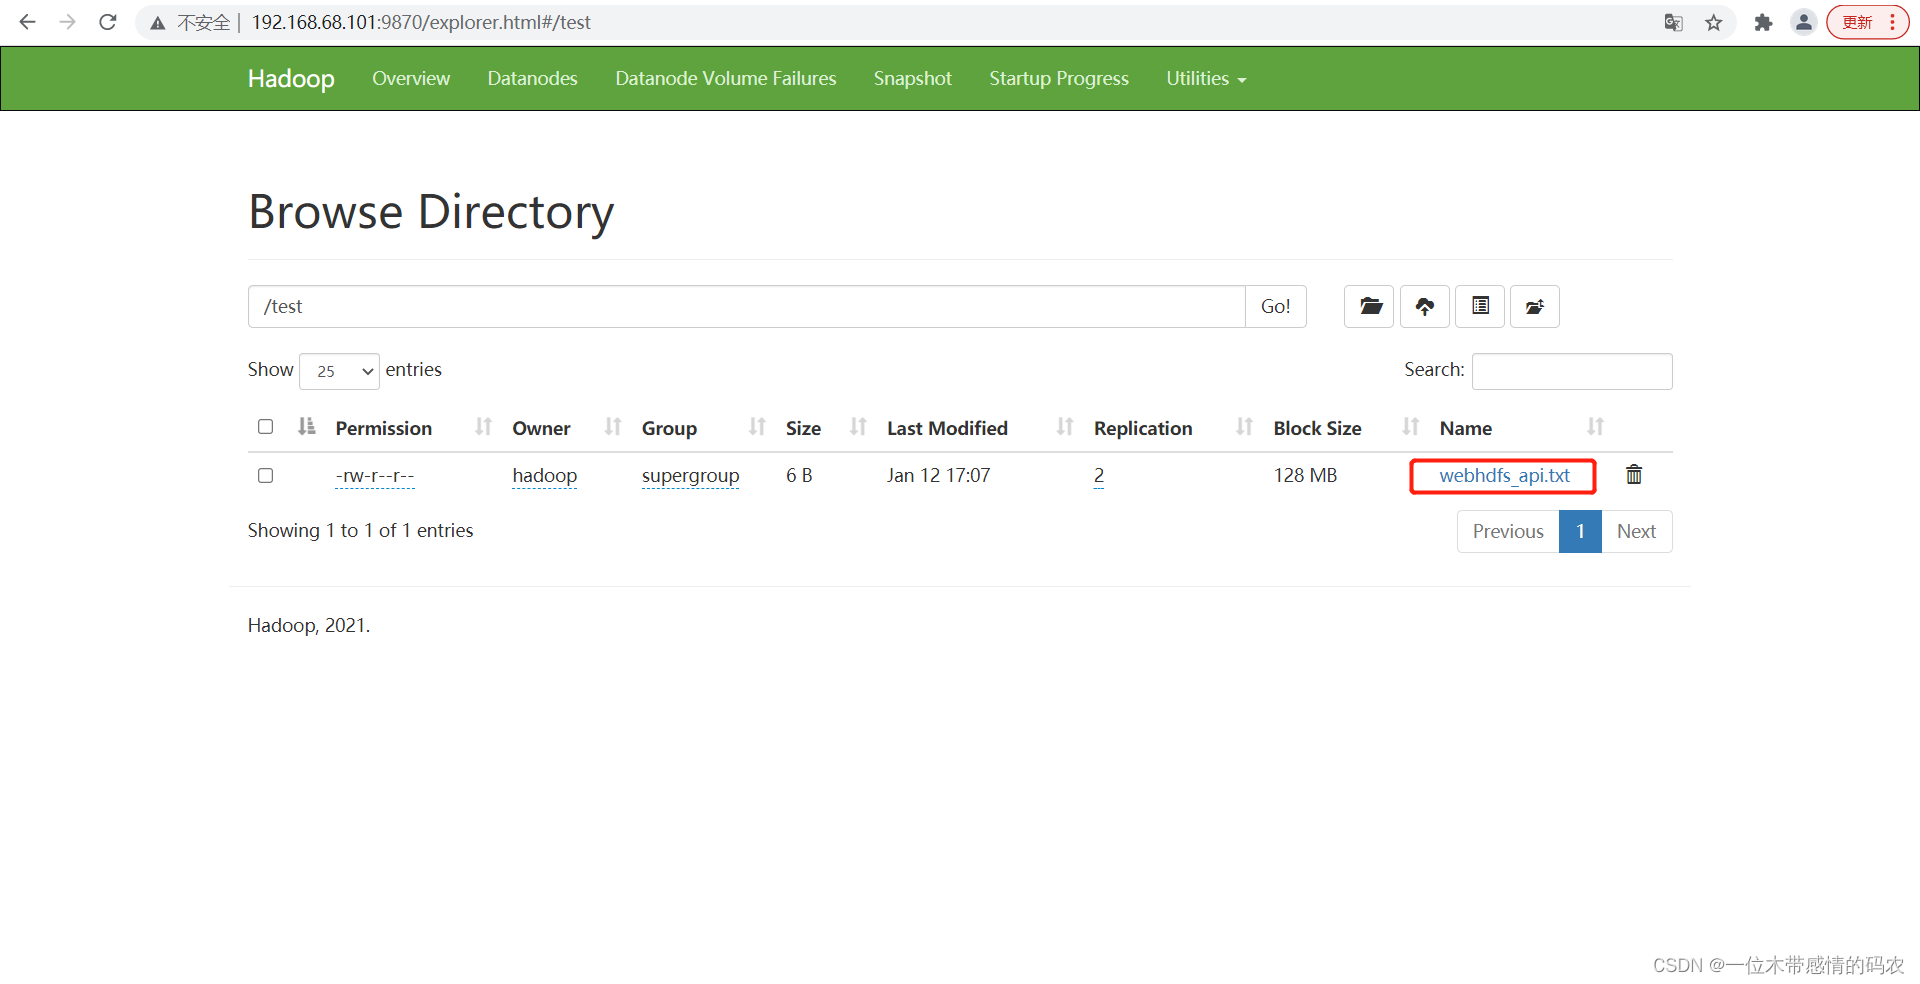 不安全 | 192.168.68.101:9870/explorer.html#/test 更新
Hadoop Overview Datanodes Datanode Volume Failures Snapshot Startup Progress Utilities
Browse Directory
/test Go!
Show 25 entries Search:
Permission Owner Group Size Last Modified Replication Block Size Name
-rw-r--r-- hadoop supergroup 6 B Jan 12 17:07 2 128 MB webhdfs_api.txt
Showing 1 to 1 of 1 entries Previous 1 Next
Hadoop, 2021.
CSDN @一位木带感情的码农